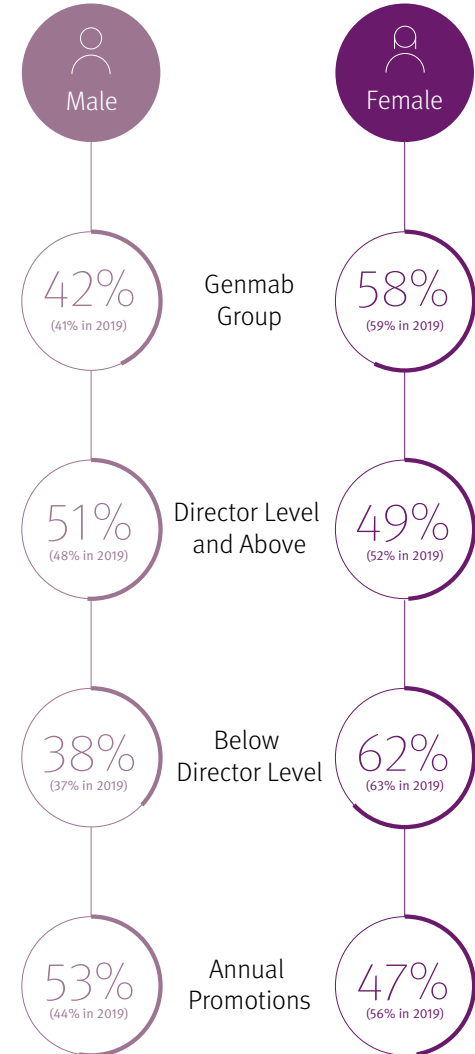 Male
Female
42%
(41% in 2019)
Genmab
Group
58%
(59% in 2019)
51%
(48% in 2019)
Director Level
and Above
49%
(52% in 2019)
38%
(37% in 2019)
Below
Director Level
62%
(63% in 2019)
53%
(44% in 2019)
Annual
Promotions
47%
(56% in 2019)